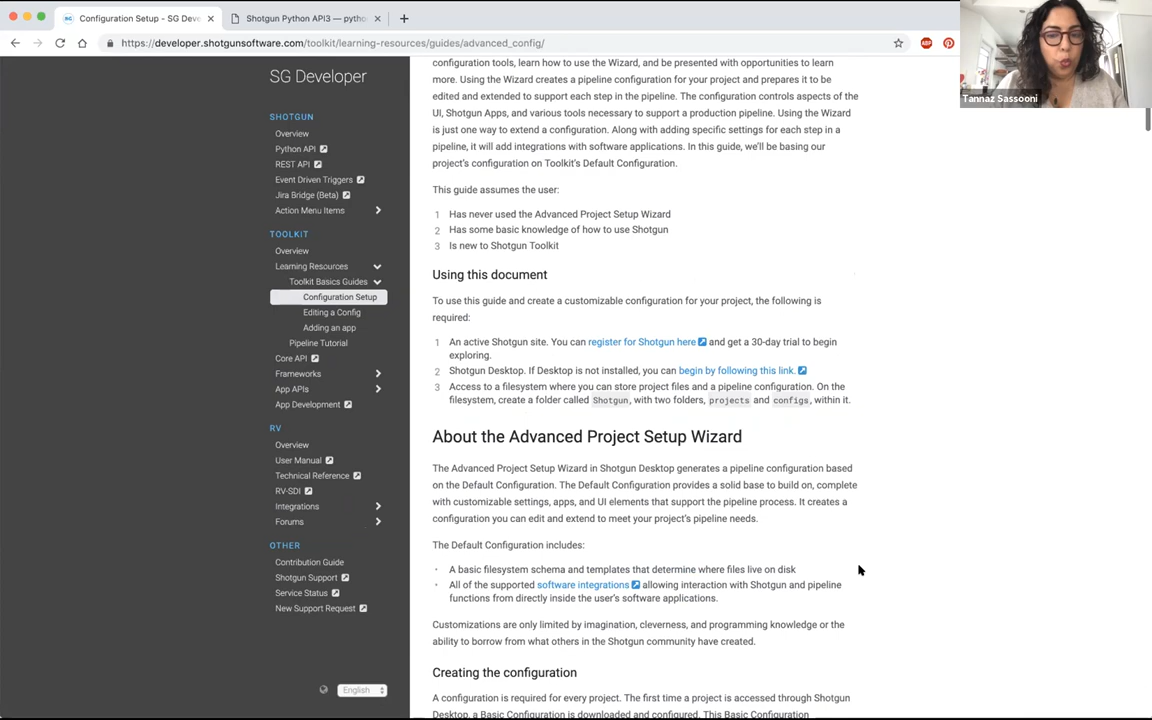 Configuration Setup - SG Deve
Shotgun Python API3 — pytho
https://developer.shotgunsoftware.com/toolkit/learning-resources/guides/advanced_config/
ABP
Tannaz Sassooni
SG Developer
SHOTGUN
Overview
Python API
REST API
Event Driven Triggers
Jira Bridge (Beta)
Action Menu Items
TOOLKIT
Overview
Learning Resources
Toolkit Basics Guides
Configuration Setup
Editing a Config
Adding an app
Pipeline Tutorial
Core API
Frameworks
App APIs
App Development
RV
Overview
User Manual
Technical Reference
RV-SDI
Integrations
Forums
OTHER
Contribution Guide
Shotgun Support
Service Status
New Support Request
English
configuration tools, learn how to use the Wizard, and be presented with opportunities to learn
more. Using the Wizard creates a pipeline configuration for your project and prepares it to be
edited and extended to support each step in the pipeline. The configuration controls aspects of the
UI, Shotgun Apps, and various tools necessary to support a production pipeline. Using the Wizard
is just one way to extend a configuration. Along with adding specific settings for each step in a
pipeline, it will add integrations with software applications. In this guide, we'll be basing our
project's configuration on Toolkit's Default Configuration.
This guide assumes the user:
1 Has never used the Advanced Project Setup Wizard
2 Has some basic knowledge of how to use Shotgun
3 Is new to Shotgun Toolkit
Using this document
To use this guide and create a customizable configuration for your project, the following is
required:
1 An active Shotgun site. You can register for Shotgun here and get a 30-day trial to begin
exploring.
2 Shotgun Desktop. If Desktop is not installed, you can begin by following this link.
3 Access to a filesystem where you can store project files and a pipeline configuration. On the
filesystem, create a folder called Shotgun, with two folders, projects and configs, within it.
About the Advanced Project Setup Wizard
The Advanced Project Setup Wizard in Shotgun Desktop generates a pipeline configuration based
on the Default Configuration. The Default Configuration provides a solid base to build on, complete
with customizable settings, apps, and UI elements that support the pipeline process. It creates a
configuration you can edit and extend to meet your project's pipeline needs.
The Default Configuration includes:
· A basic filesystem schema and templates that determine where files live on disk
· All of the supported software integrations allowing interaction with Shotgun and pipeline
functions from directly inside the user's software applications.
Customizations are only limited by imagination, cleverness, and programming knowledge or the
ability to borrow from what others in the Shotgun community have created.
Creating the configuration
A configuration is required for every project. The first time a project is accessed through Shotgun
Desktop, a Basic Configuration is downloaded and configured. This Basic Configuration